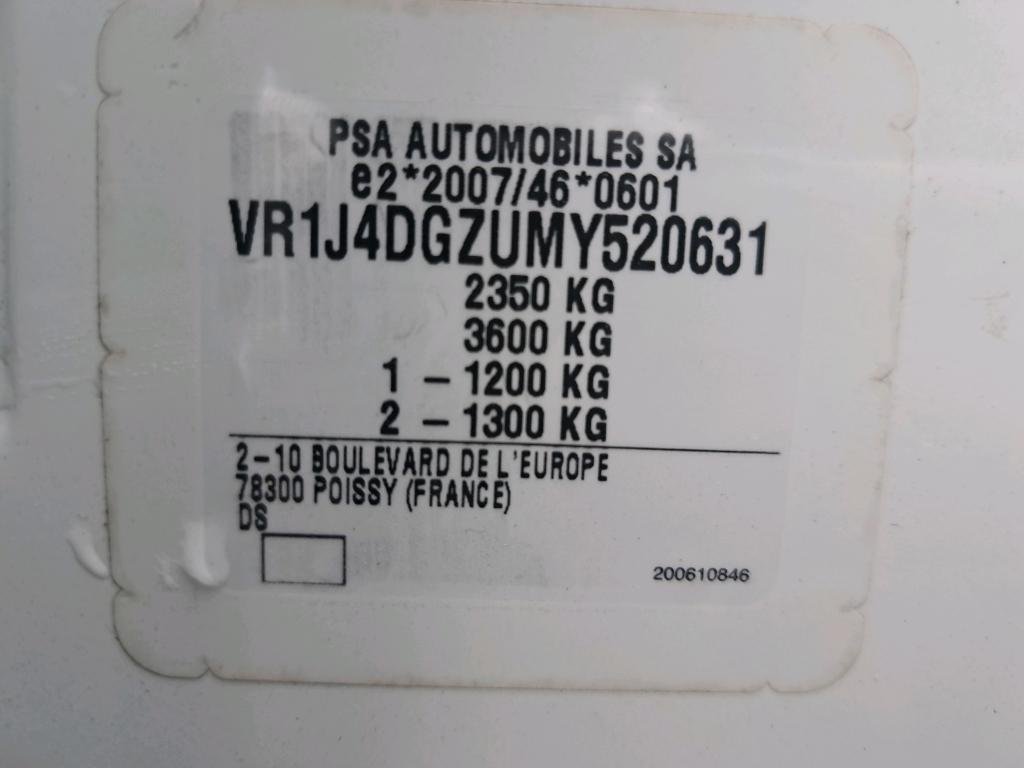 PSA AUTOMOBILES SA
e2*2007/46*0601
VR1J4DGZUMY520631
2350 KG
3600 KG
1 – 1200 KG
2 – 1300 KG
2–10 BOULEVARD DE L'EUROPE
78300 POISSY (FRANCE)
DS
200610846